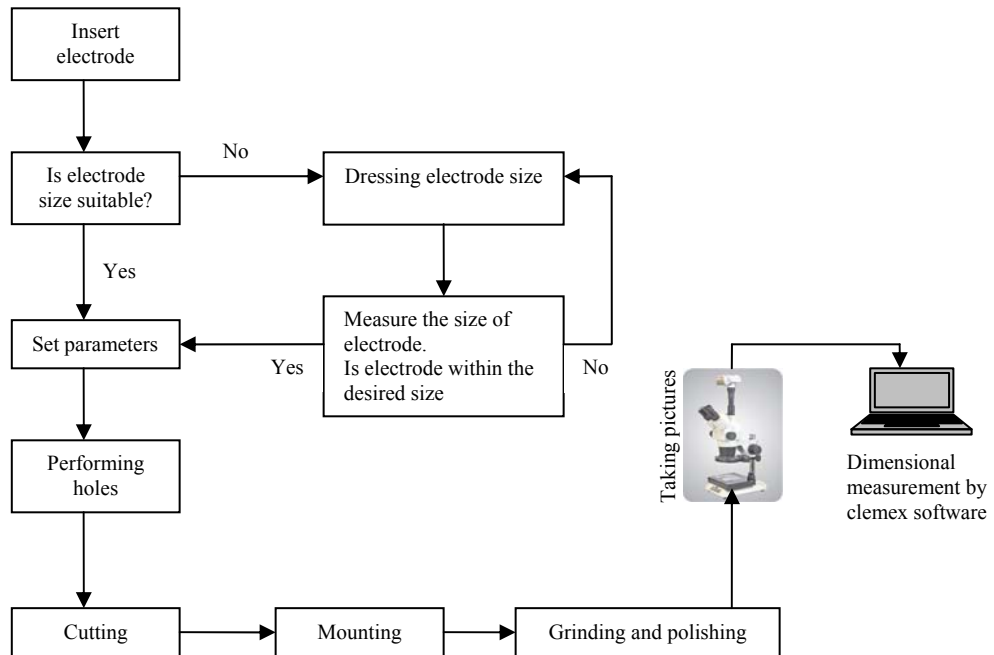 Insert
electrode
Is electrode
size suitable?
No
Dressing electrode size
Yes
Set parameters
Yes
Measure the size of
electrode.
Is electrode within the
desired size
No
Performing
holes
Taking pictures
Dimensional
measurement by
clemex software
Cutting
Mounting
Grinding and polishing